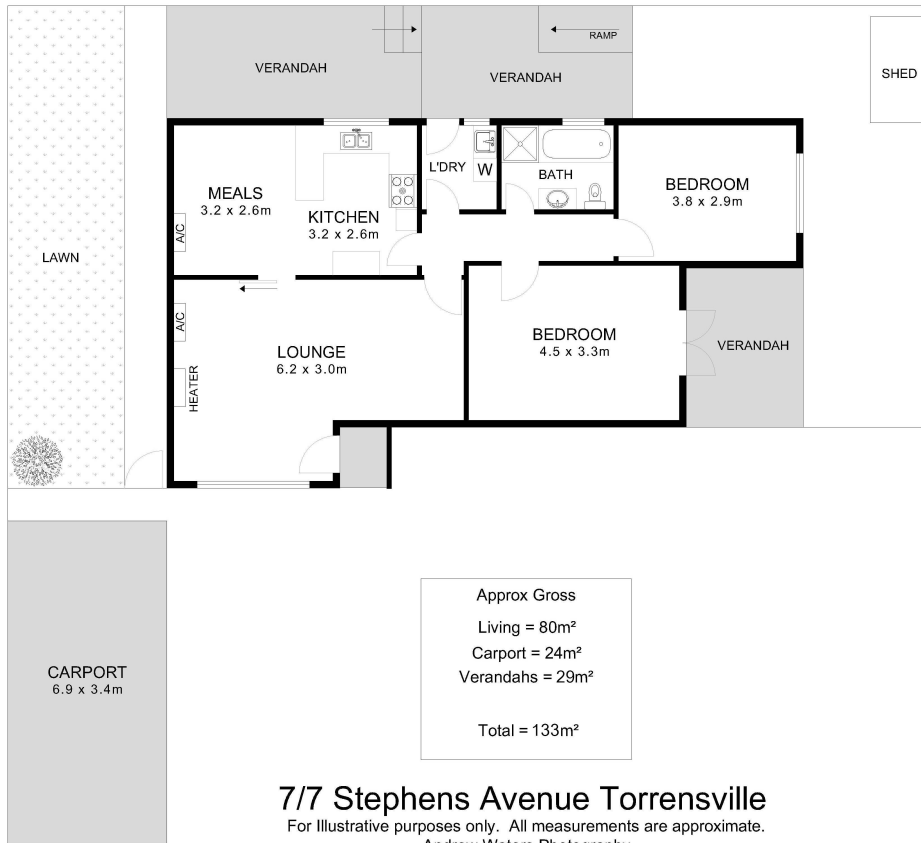 VERANDAH
RAMP
VERANDAH
SHED
L'DRY
W
BATH
MEALS
3.2 x 2.6m
KITCHEN
3.2 x 2.6m
BEDROOM
3.8 x 2.9m
A/C
LAWN
A/C
HEATER
LOUNGE
6.2 x 3.0m
BEDROOM
4.5 x 3.3m
VERANDAH
CARPORT
6.9 x 3.4m
Approx Gross
Living = 80m²
Carport = 24m²
Verandahs = 29m²
Total = 133m²
7/7 Stephens Avenue Torrensville
For Illustrative purposes only. All measurements are approximate.
Andrew Waters Photography